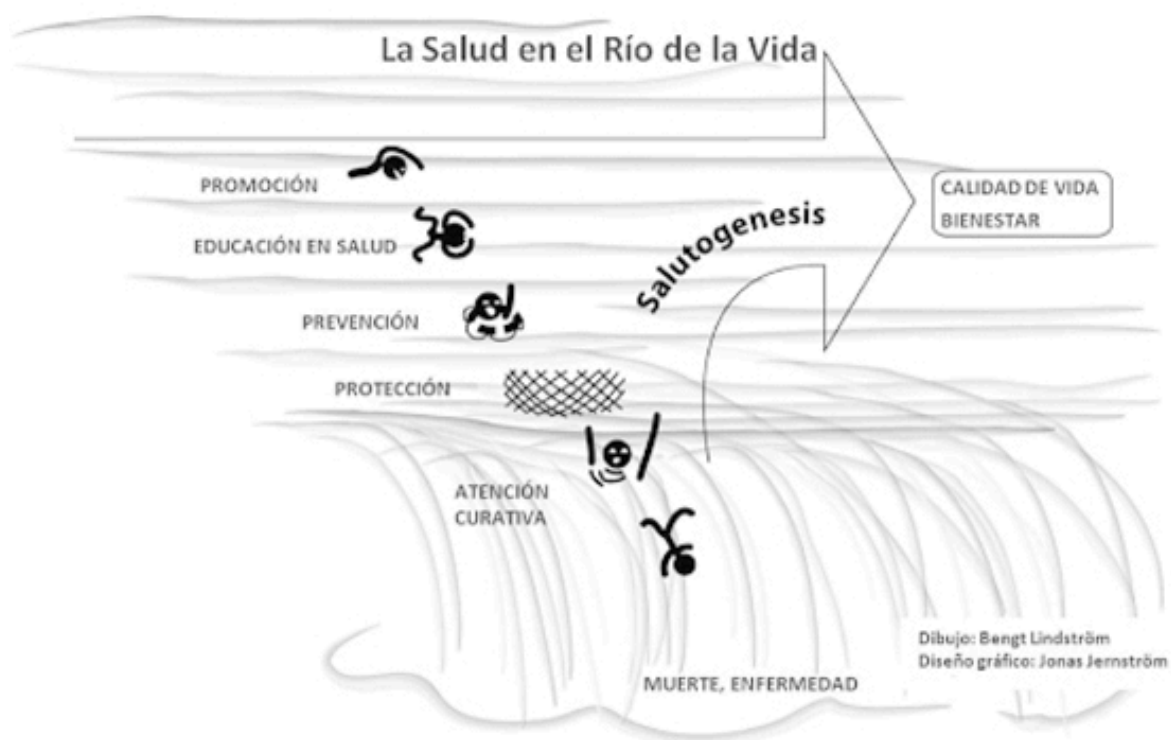 La Salud en el Río de la Vida
PROMOCIÓN
CALIDAD DE VIDA
BIENESTAR
Salutogenesis
EDUCACIÓN EN SALUD
PREVENCIÓN
PROTECCIÓN
ATENCIÓN
CURATIVA
Dibujo: Bengt Lindström
Diseño gráfico: Jonas Jernström
MUERTE, ENFERMEDAD